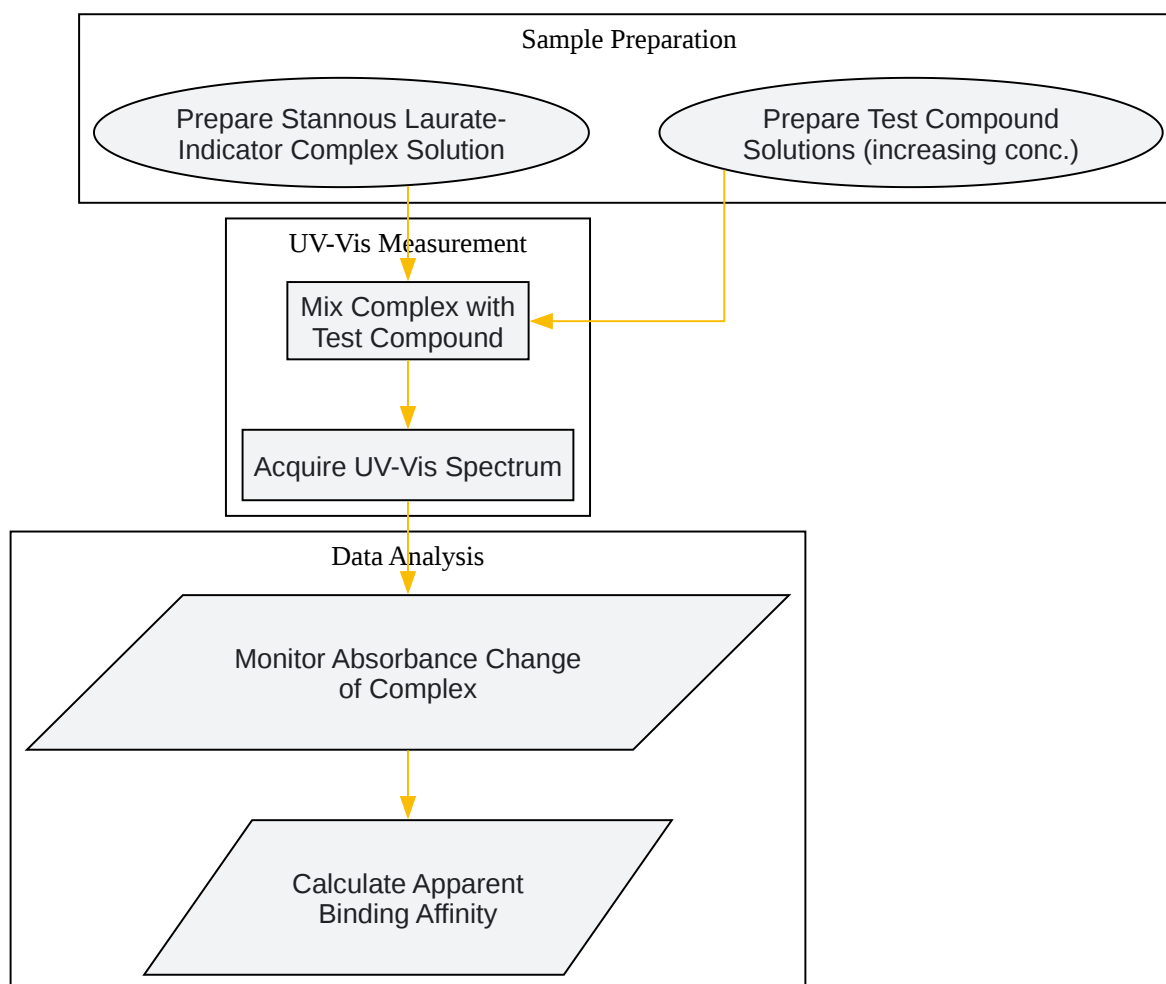 Sample Preparation
Prepare Stannous Laurate-
Indicator Complex Solution
Prepare Test Compound
Solutions (increasing conc.)
UV-Vis Measurement
Mix Complex with
Test Compound
Acquire UV-Vis Spectrum
Data Analysis
Monitor Absorbance Change
of Complex
Calculate Apparent
Binding Affinity